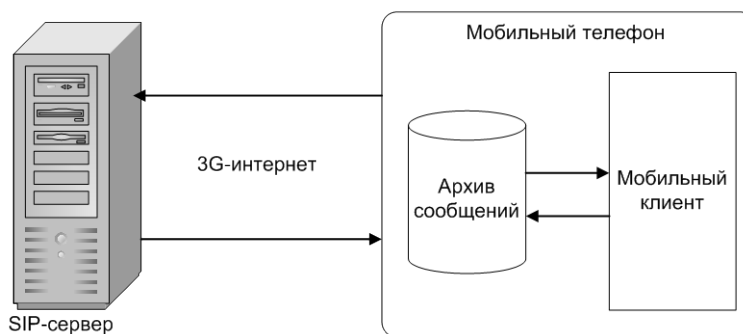 Мобильный телефон
3G-интернет
Архив
сообщений
Мобильный
клиент
SIP-сервер